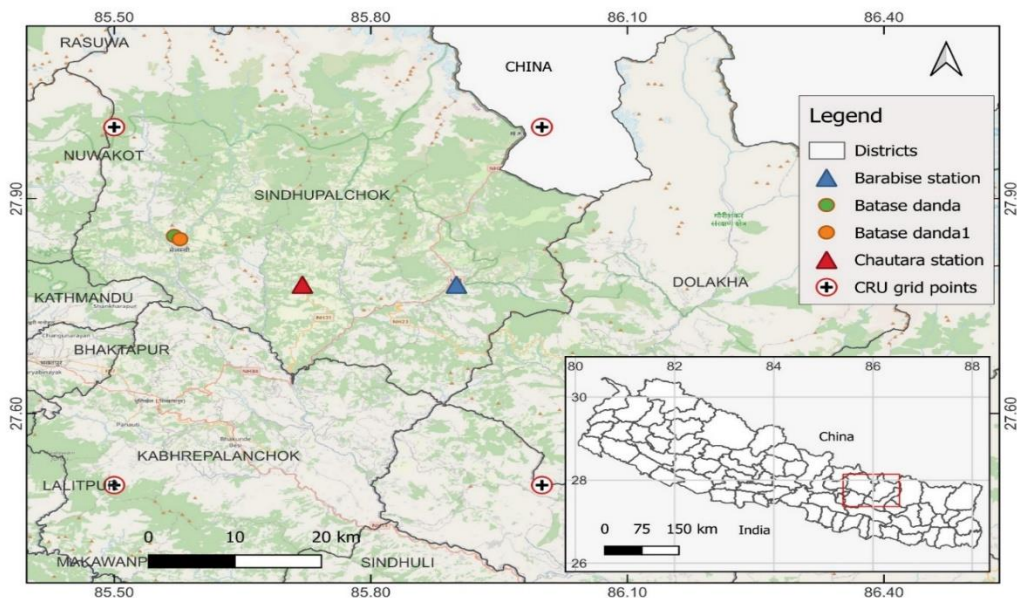 85.50 85.80 86.10 86.40
RASUWA
CHINA
Legend
Districts
Barabise station
Batase danda
Batase danda1
Chautara station
CRU grid points
NUWAKOT
SINDHUPALCHOK
27.90 27.90
DOLAKHA
KATHMANDU
BHAKTAPUR
27.60 27.60
KABHREPALANCHOK
LALITPUR
0 10 20 km
MAKAWANP
SINDHULI
80 82 84 86 88
30
China
28
0 75 150 km
India
26
85.50 85.80 86.10 86.40